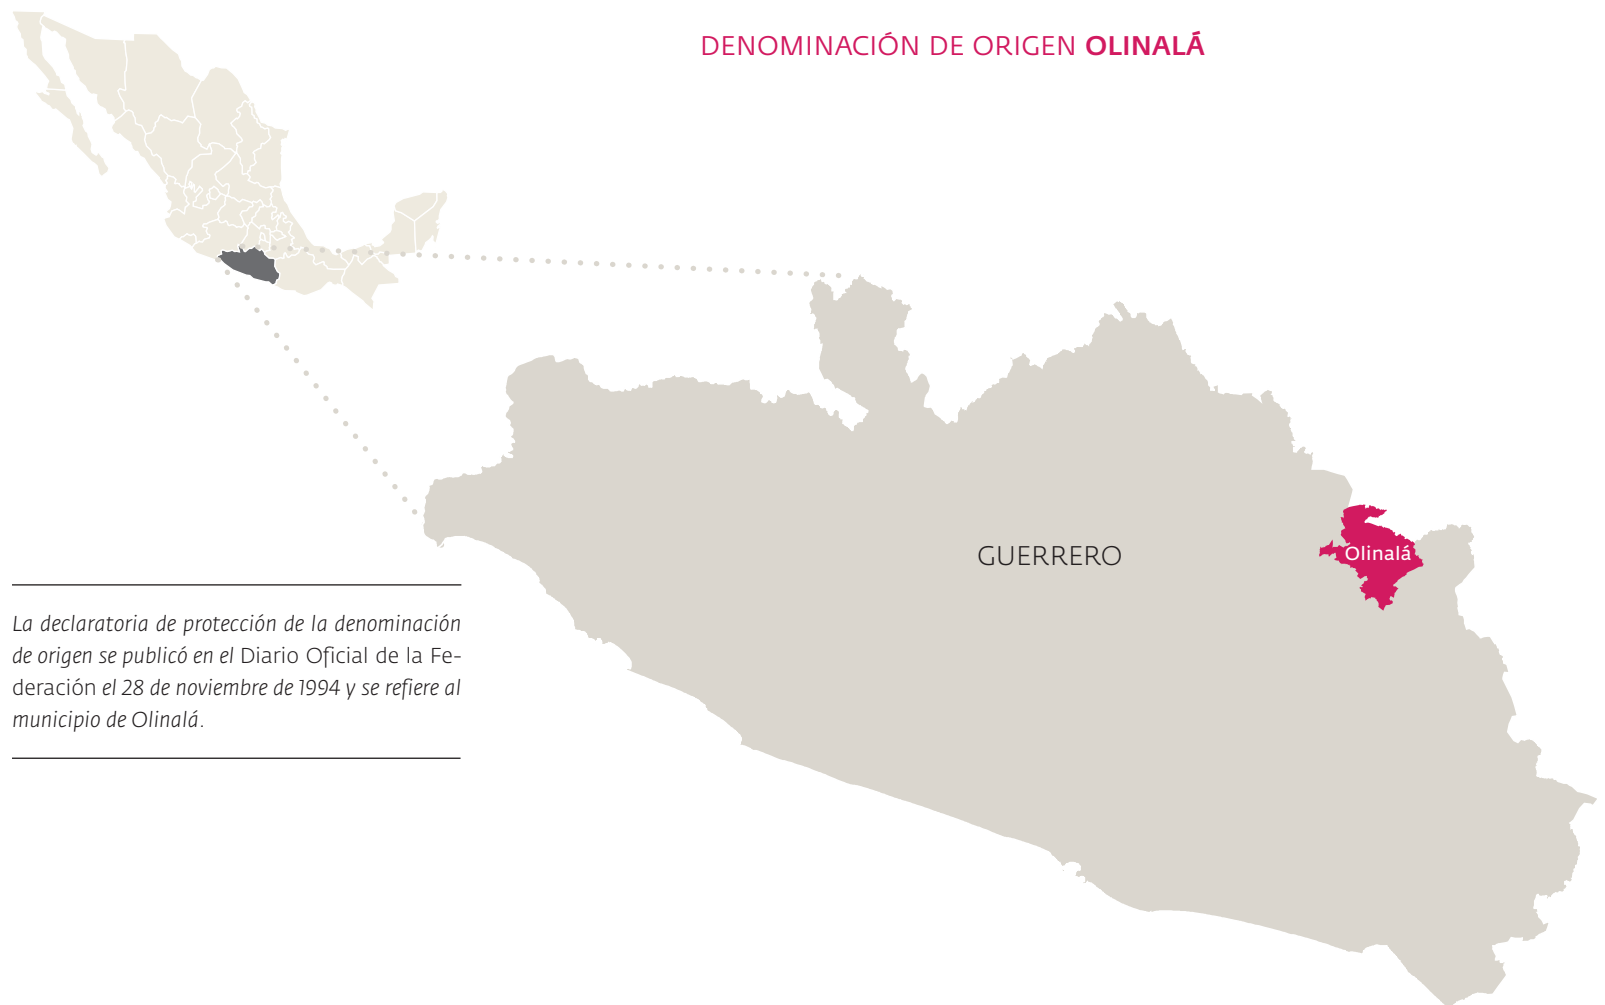 DENOMINACIÓN DE ORIGEN OLINALÁ
GUERRERO
Olinalá
La declaratoria de protección de la denominación
de origen se publicó en el Diario Oficial de la Fe-
deración el 28 de noviembre de 1994 y se refiere al
municipio de Olinalá.